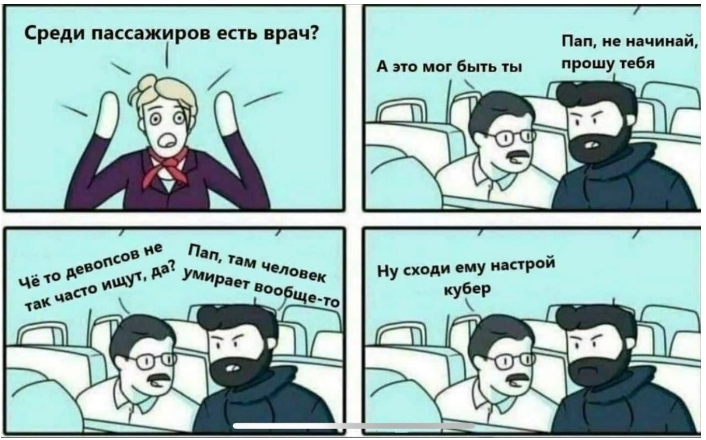 Среди пассажиров есть врач?
А это мог быть ты
Пап, не начинай,
прошу тебя
Чё то девопсов не
так часто ищут, да?
Пап, там человек
умирает вообще-то
Ну сходи ему настрой
кубер